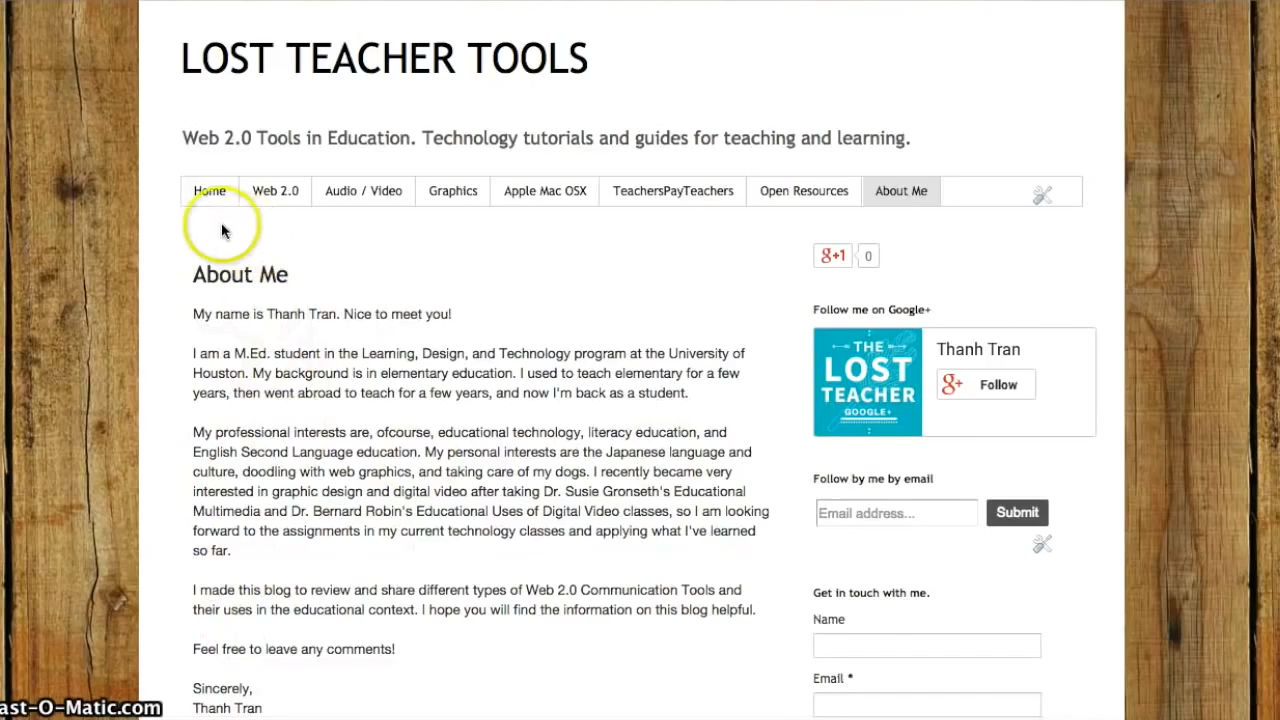 LOST TEACHER TOOLS
Web 2.0 Tools in Education. Technology tutorials and guides for teaching and learning.
Home Web 2.0 Audio / Video Graphics Apple Mac OSX TeachersPayTeachers Open Resources About Me
About Me
My name is Thanh Tran. Nice to meet you!
I am a M.Ed. student in the Learning, Design, and Technology program at the University of
Houston. My background is in elementary education. I used to teach elementary for a few
years, then went abroad to teach for a few years, and now I'm back as a student.
My professional interests are, ofcourse, educational technology, literacy education, and
English Second Language education. My personal interests are the Japanese language and
culture, doodling with web graphics, and taking care of my dogs. I recently became very
interested in graphic design and digital video after taking Dr. Susie Gronseth's Educational
Multimedia and Dr. Bernard Robin's Educational Uses of Digital Video classes, so I am looking
forward to the assignments in my current technology classes and applying what I've learned
so far.
I made this blog to review and share different types of Web 2.0 Communication Tools and
their uses in the educational context. I hope you will find the information on this blog helpful.
Feel free to leave any comments!
Sincerely,
Thanh Tran
g+1 0
Follow me on Google+
THE
LOST
TEACHER
GOOGLE+
Thanh Tran
g+ Follow
Follow by me by email
Email address...
Submit
Get in touch with me.
Name
Email *
ast-O-Matic.com